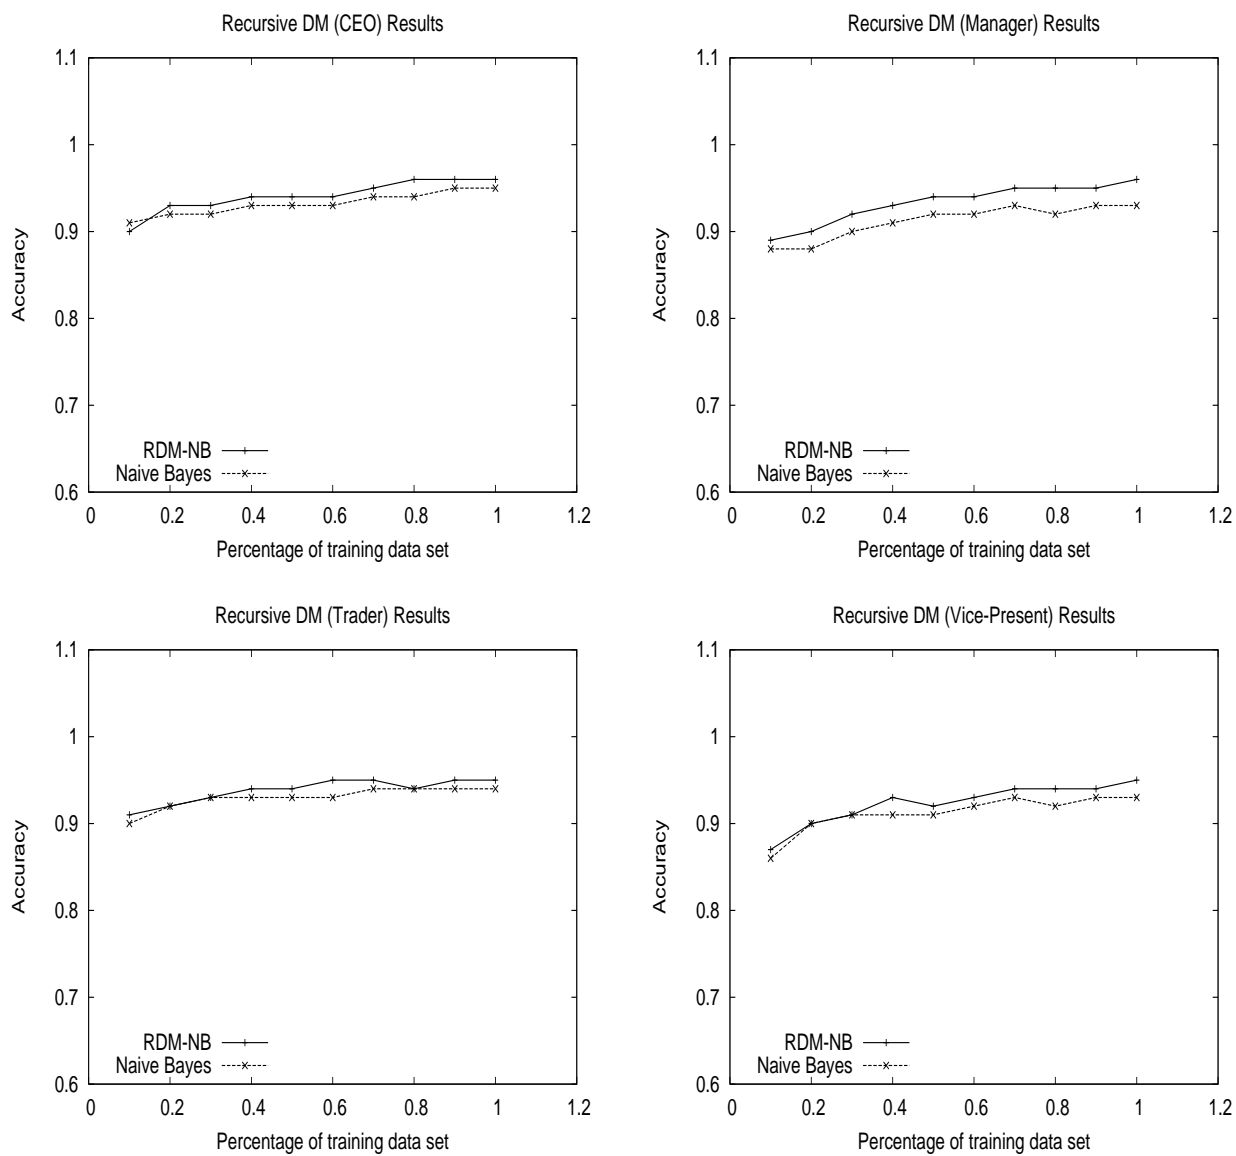 Recursive DM (CEO) Results
1.1
1
0.9
0.8
0.7
0.6
Accuracy
RDM-NB
Naive Bayes
0 0.2 0.4 0.6 0.8 1 1.2
Percentage of training data set
Recursive DM (Manager) Results
1.1
1
0.9
0.8
0.7
0.6
Accuracy
RDM-NB
Naive Bayes
0 0.2 0.4 0.6 0.8 1 1.2
Percentage of training data set
Recursive DM (Trader) Results
1.1
1
0.9
0.8
0.7
0.6
Accuracy
RDM-NB
Naive Bayes
0 0.2 0.4 0.6 0.8 1 1.2
Percentage of training data set
Recursive DM (Vice-Present) Results
1.1
1
0.9
0.8
0.7
0.6
Accuracy
RDM-NB
Naive Bayes
0 0.2 0.4 0.6 0.8 1 1.2
Percentage of training data set